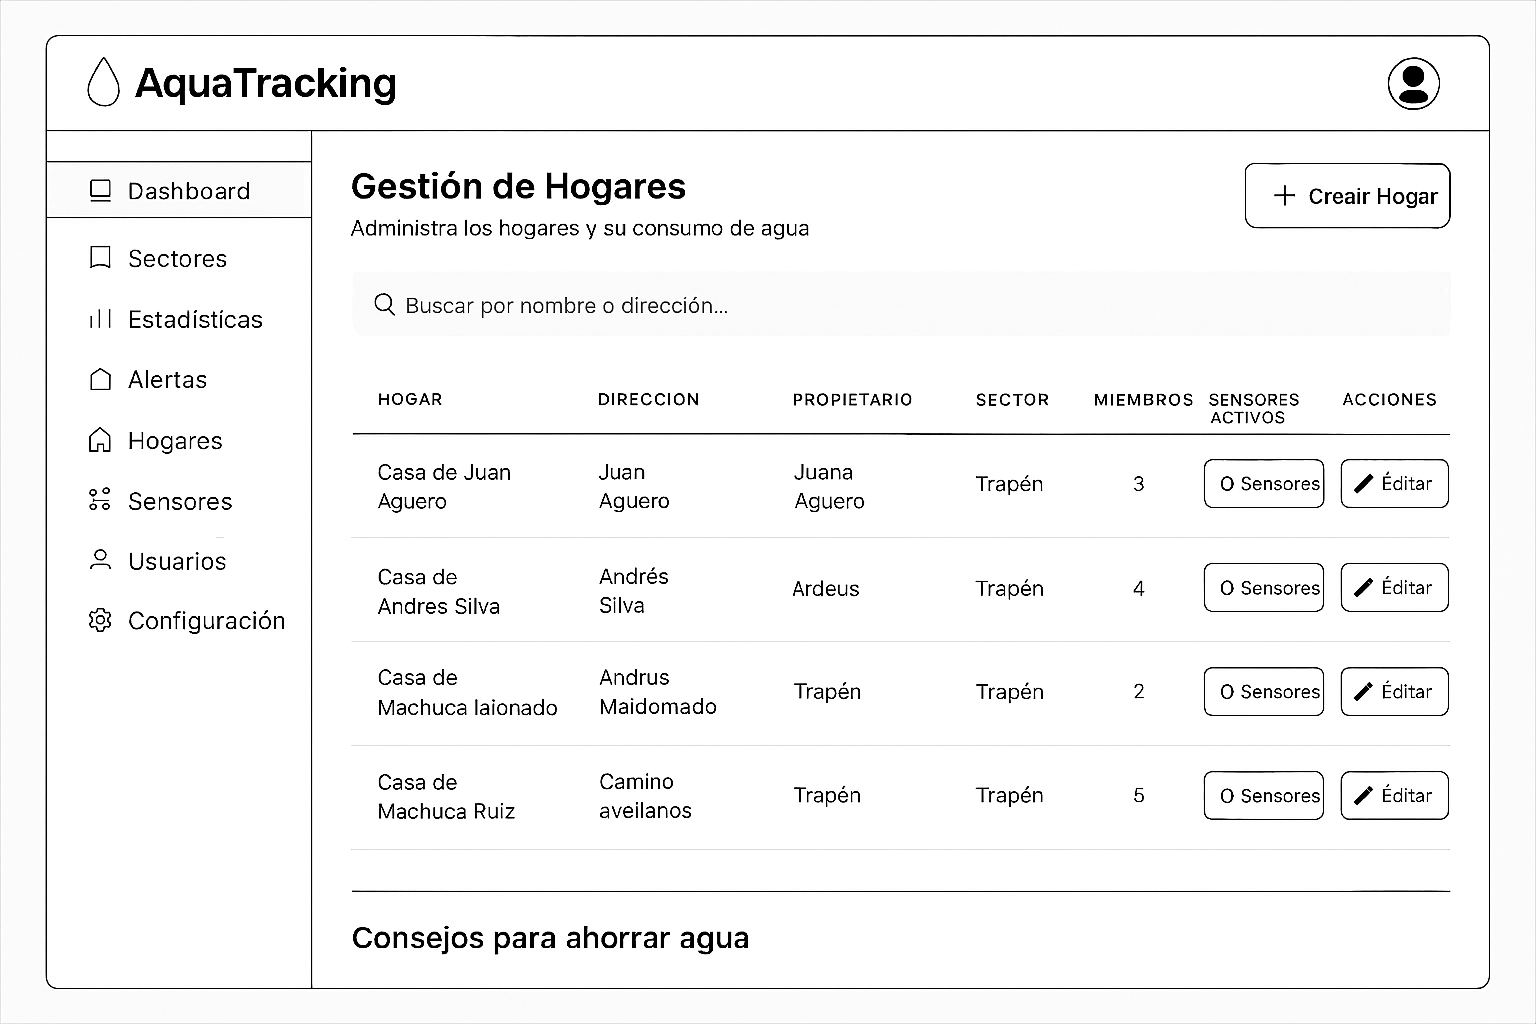 AquaTracking
Dashboard
Sectores
Estadísticas
Alertas
Hogares
Sensores
Usuarios
Configuración
Gestión de Hogares
Administra los hogares y su consumo de agua
+ Creair Hogar
Buscar por nombre o dirección...
HOGAR DIRECCION PROPIETARIO SECTOR MIEMBROS SENSORES ACCIONES
ACTIVOS
Casa de Juan Juan Juana
Aguero Aguero Aguero
Trapén 3 O Sensores Éditar
Casa de Andrés
Andres Silva Silva
Ardeus Trapén 4 O Sensores Éditar
Casa de Andrus
Machuca laionado Maidomado
Trapén Trapén 2 O Sensores Éditar
Casa de Camino
Machuca Ruiz aveilanos
Trapén Trapén 5 O Sensores Éditar
Consejos para ahorrar agua